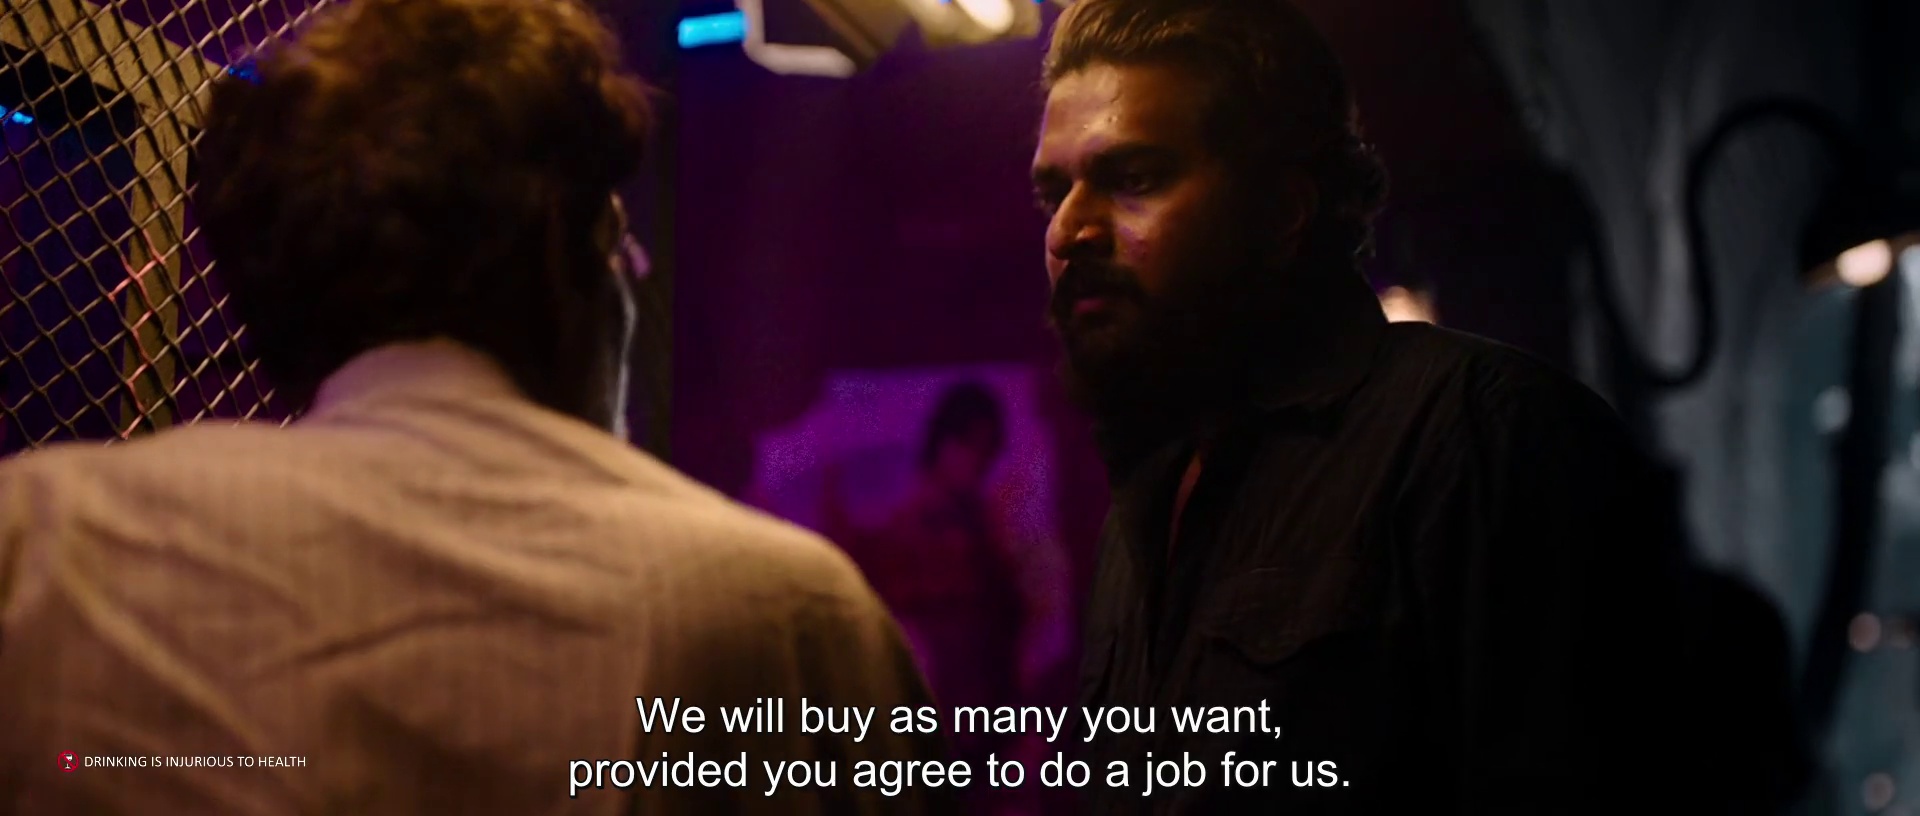 We will buy as many you want,
provided you agree to do a job for us.
DRINKING IS INJURIOUS TO HEALTH